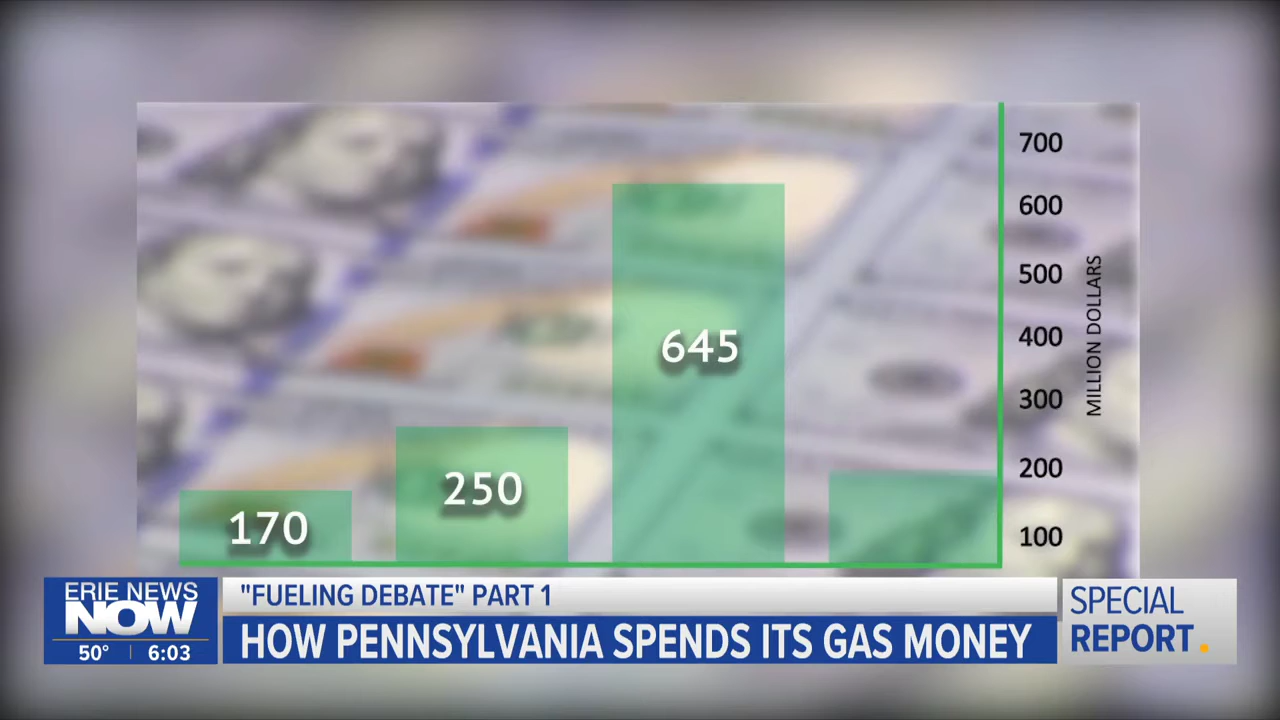 700
600
500
400
300
200
100
MILLION DOLLARS
645
250
170
ERIE NEWS
NOW
50° 6:03
"FUELING DEBATE" PART 1
HOW PENNSYLVANIA SPENDS ITS GAS MONEY
SPECIAL
REPORT.